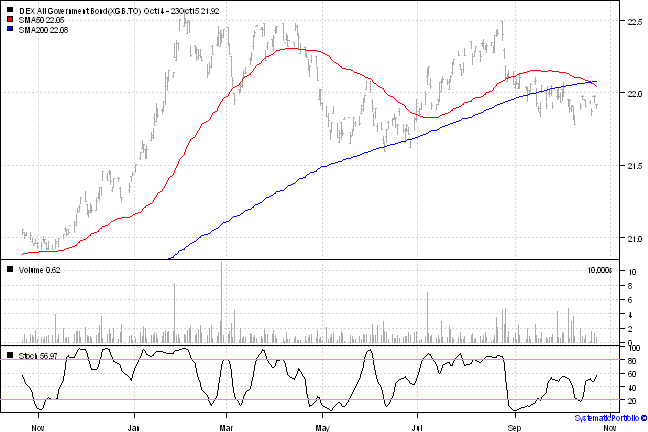 DEX All Government Bond(XGB.TO) Oct14 - 23Oct15 21.92
SMA50 22.05
SMA200 22.08
22.5
22.0
21.5
21.0
Volume 0.62
10,000s
10
8
6
4
2
0
Stoch 56.97
100
80
60
40
20
Nov Jan Mar May Jul Sep Nov
SystematicPortfolio ©